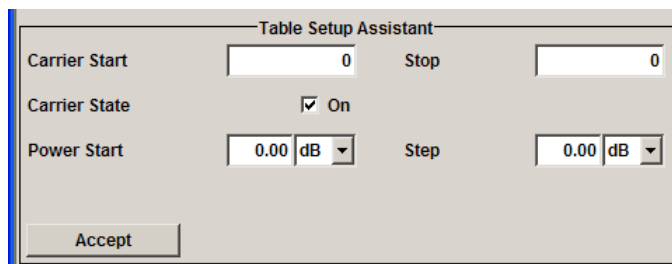 Table Setup Assistant
Carrier Start 0 Stop 0
Carrier State On
Power Start 0.00 dB Step 0.00 dB
Accept